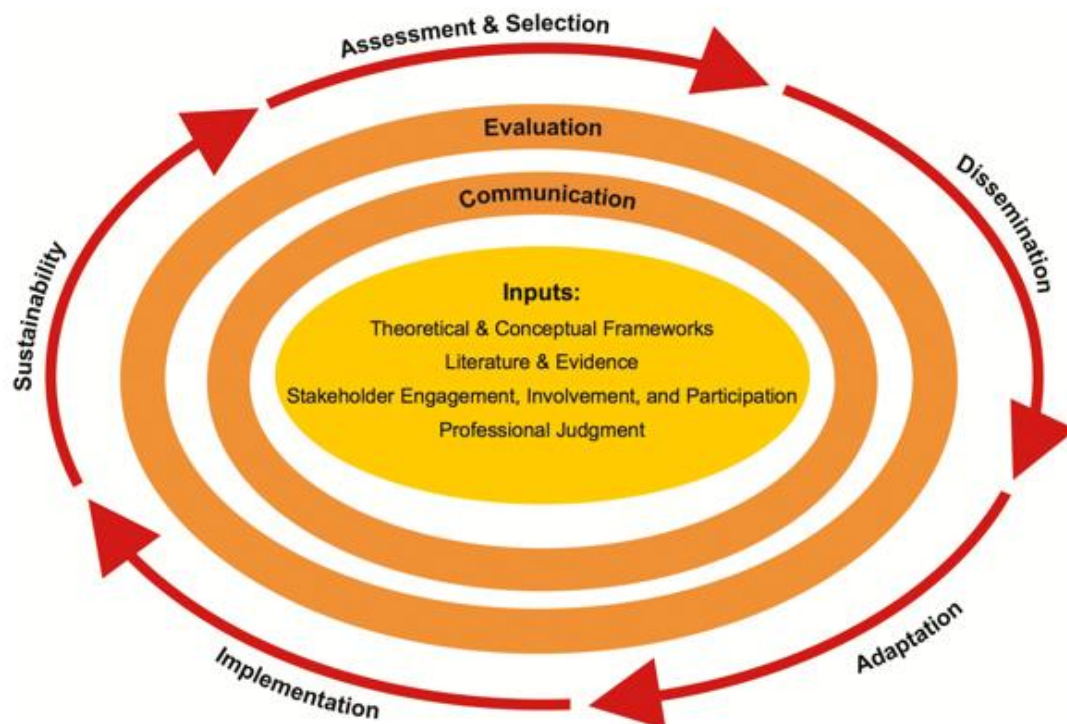 Assessment & Selection
Dissemination
Adaptation
Implementation
Sustainability
Evaluation
Communication
Inputs:
Theoretical & Conceptual Frameworks
Literature & Evidence
Stakeholder Engagement, Involvement, and Participation
Professional Judgment